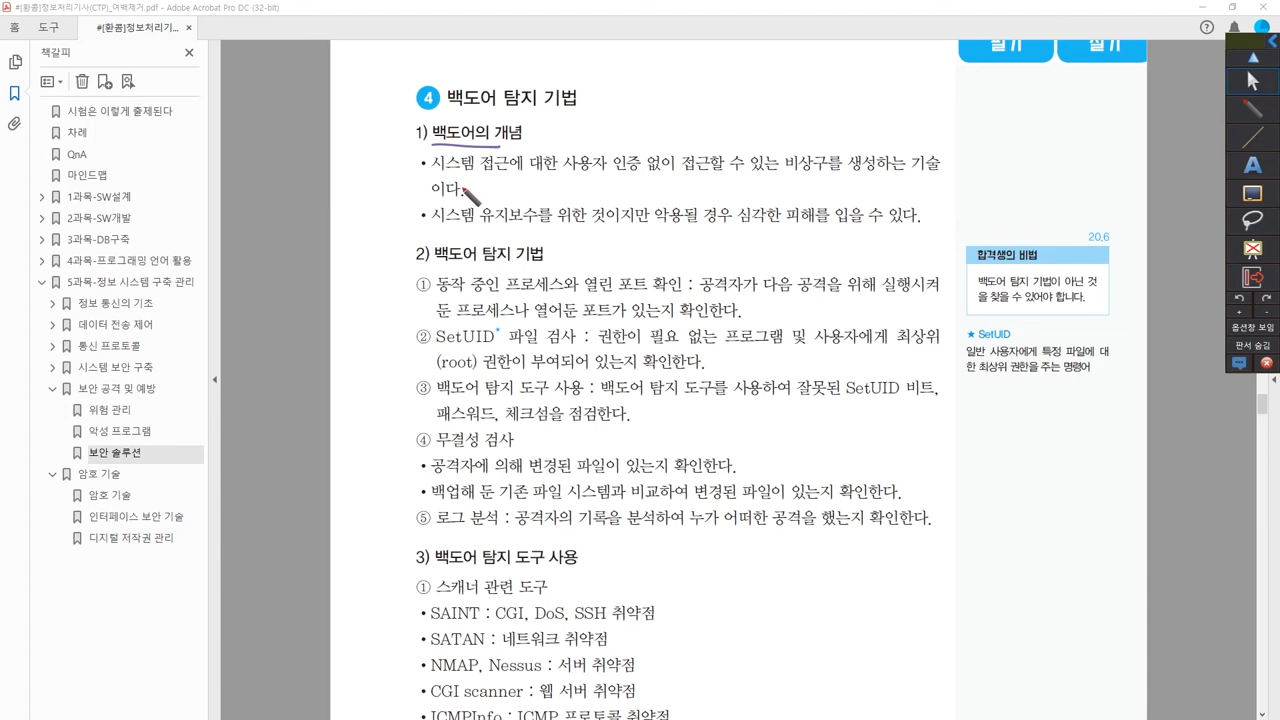 #[환콤]정보처리기사(CTP)_여백제거.pdf - Adobe Acrobat Pro DC (32-bit)
홈
도구
#[환콤]정보처리기...
책갈피
시험은 이렇게 출제된다
차례
QnA
마인드맵
1과목-SW설계
2과목-SW개발
3과목-DB구축
4과목-프로그래밍 언어 활용
5과목-정보 시스템 구축 관리
정보 통신의 기초
데이터 전송 제어
통신 프로토콜
시스템 보안 구축
보안 공격 및 예방
위험 관리
악성 프로그램
보안 솔루션
암호 기술
암호 기술
인터페이스 보안 기술
디지털 저작권 관리
필기
실기
4 백도어 탐지 기법
1) 백도어의 개념
• 시스템 접근에 대한 사용자 인증 없이 접근할 수 있는 비상구를 생성하는 기술
이다.
• 시스템 유지보수를 위한 것이지만 악용될 경우 심각한 피해를 입을 수 있다.
2) 백도어 탐지 기법
① 동작 중인 프로세스와 열린 포트 확인 : 공격자가 다음 공격을 위해 실행시켜
둔 프로세스나 열어둔 포트가 있는지 확인한다.
② SetUID* 파일 검사 : 권한이 필요 없는 프로그램 및 사용자에게 최상위
(root) 권한이 부여되어 있는지 확인한다.
③ 백도어 탐지 도구 사용 : 백도어 탐지 도구를 사용하여 잘못된 SetUID 비트,
패스워드, 체크섬을 점검한다.
④ 무결성 검사
• 공격자에 의해 변경된 파일이 있는지 확인한다.
• 백업해 둔 기존 파일 시스템과 비교하여 변경된 파일이 있는지 확인한다.
⑤ 로그 분석 : 공격자의 기록을 분석하여 누가 어떠한 공격을 했는지 확인한다.
3) 백도어 탐지 도구 사용
① 스캐너 관련 도구
• SAINT : CGI, DoS, SSH 취약점
• SATAN : 네트워크 취약점
• NMAP, Nessus : 서버 취약점
• CGI scanner : 웹 서버 취약점
• ICMPInfo : ICMP 프로토콜 취약점
20.6
합격생의 비법
백도어 탐지 기법이 아닌 것
을 찾을 수 있어야 합니다.
★ SetUID
일반 사용자에게 특정 파일에 대
한 최상위 권한을 주는 명령어
A
+ -
옵션창 보임
판서 숨김